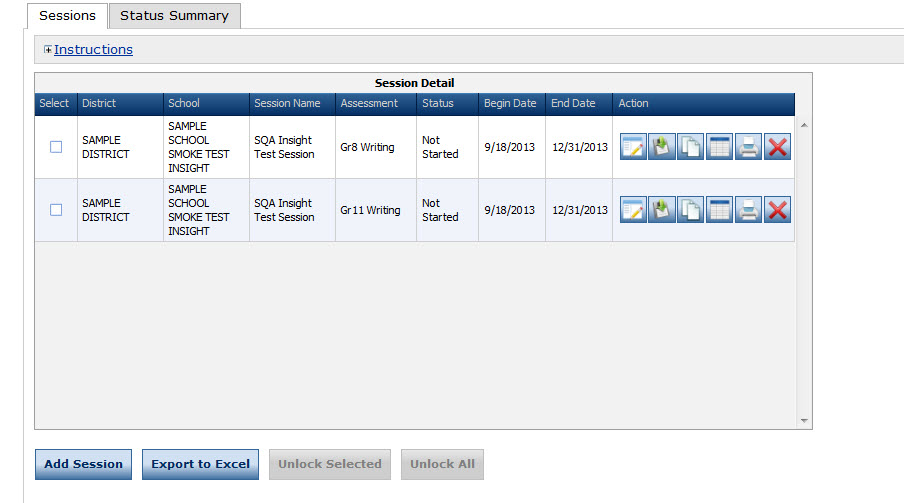 Sessions Status Summary
Instructions
Session Detail
Select District School Session Name Assessment Status Begin Date End Date Action
SAMPLE DISTRICT SAMPLE SCHOOL SMOKE TEST INSIGHT SQA Insight Test Session Gr8 Writing Not Started 9/18/2013 12/31/2013
SAMPLE DISTRICT SAMPLE SCHOOL SMOKE TEST INSIGHT SQA Insight Test Session Gr11 Writing Not Started 9/18/2013 12/31/2013
Add Session Export to Excel Unlock Selected Unlock All